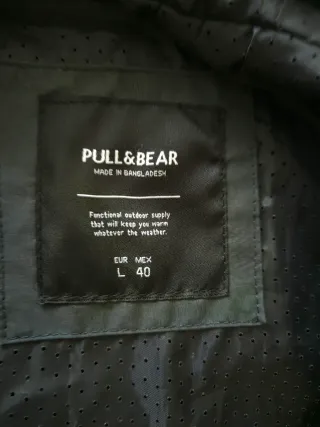 PULL&BEAR
MADE IN BANGLADESH
Functional outdoor supply
that will keep you warm
whatever the weather.
EUR MEX
L 40